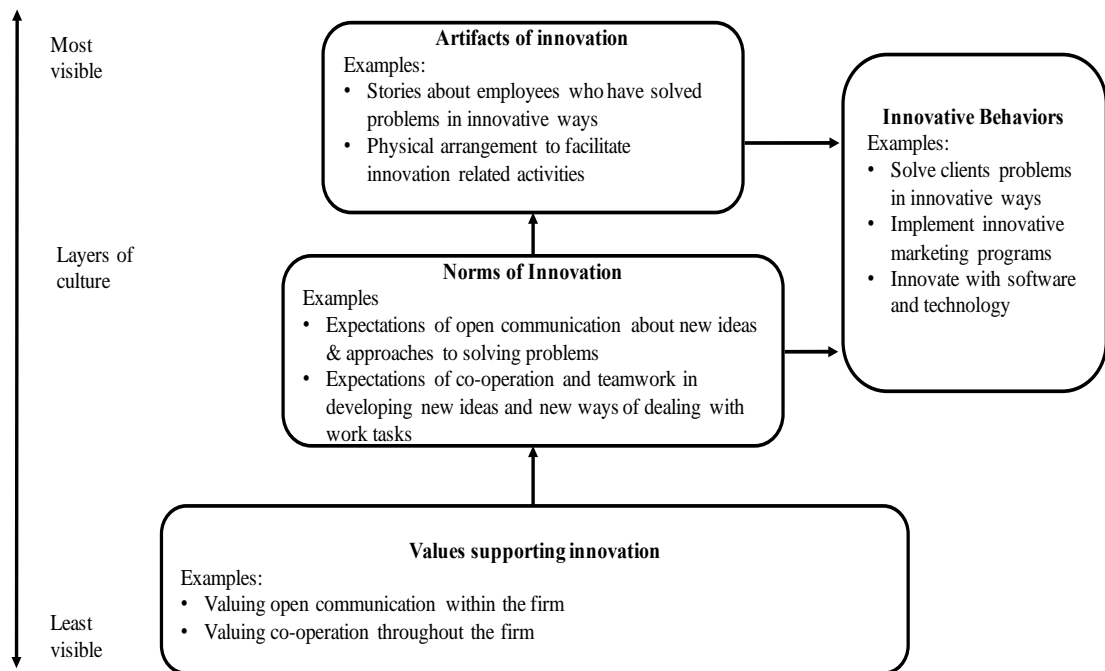 Most
visible
Layers of
culture
Least
visible
Artifacts of innovation
Examples:
• Stories about employees who have solved
problems in innovative ways
• Physical arrangement to facilitate
innovation related activities
Norms of Innovation
Examples
• Expectations of open communication about new ideas
& approaches to solving problems
• Expectations of co-operation and teamwork in
developing new ideas and new ways of dealing with
work tasks
Values supporting innovation
Examples:
• Valuing open communication within the firm
• Valuing co-operation throughout the firm
Innovative Behaviors
Examples:
• Solve clients problems
in innovative ways
• Implement innovative
marketing programs
• Innovate with software
and technology